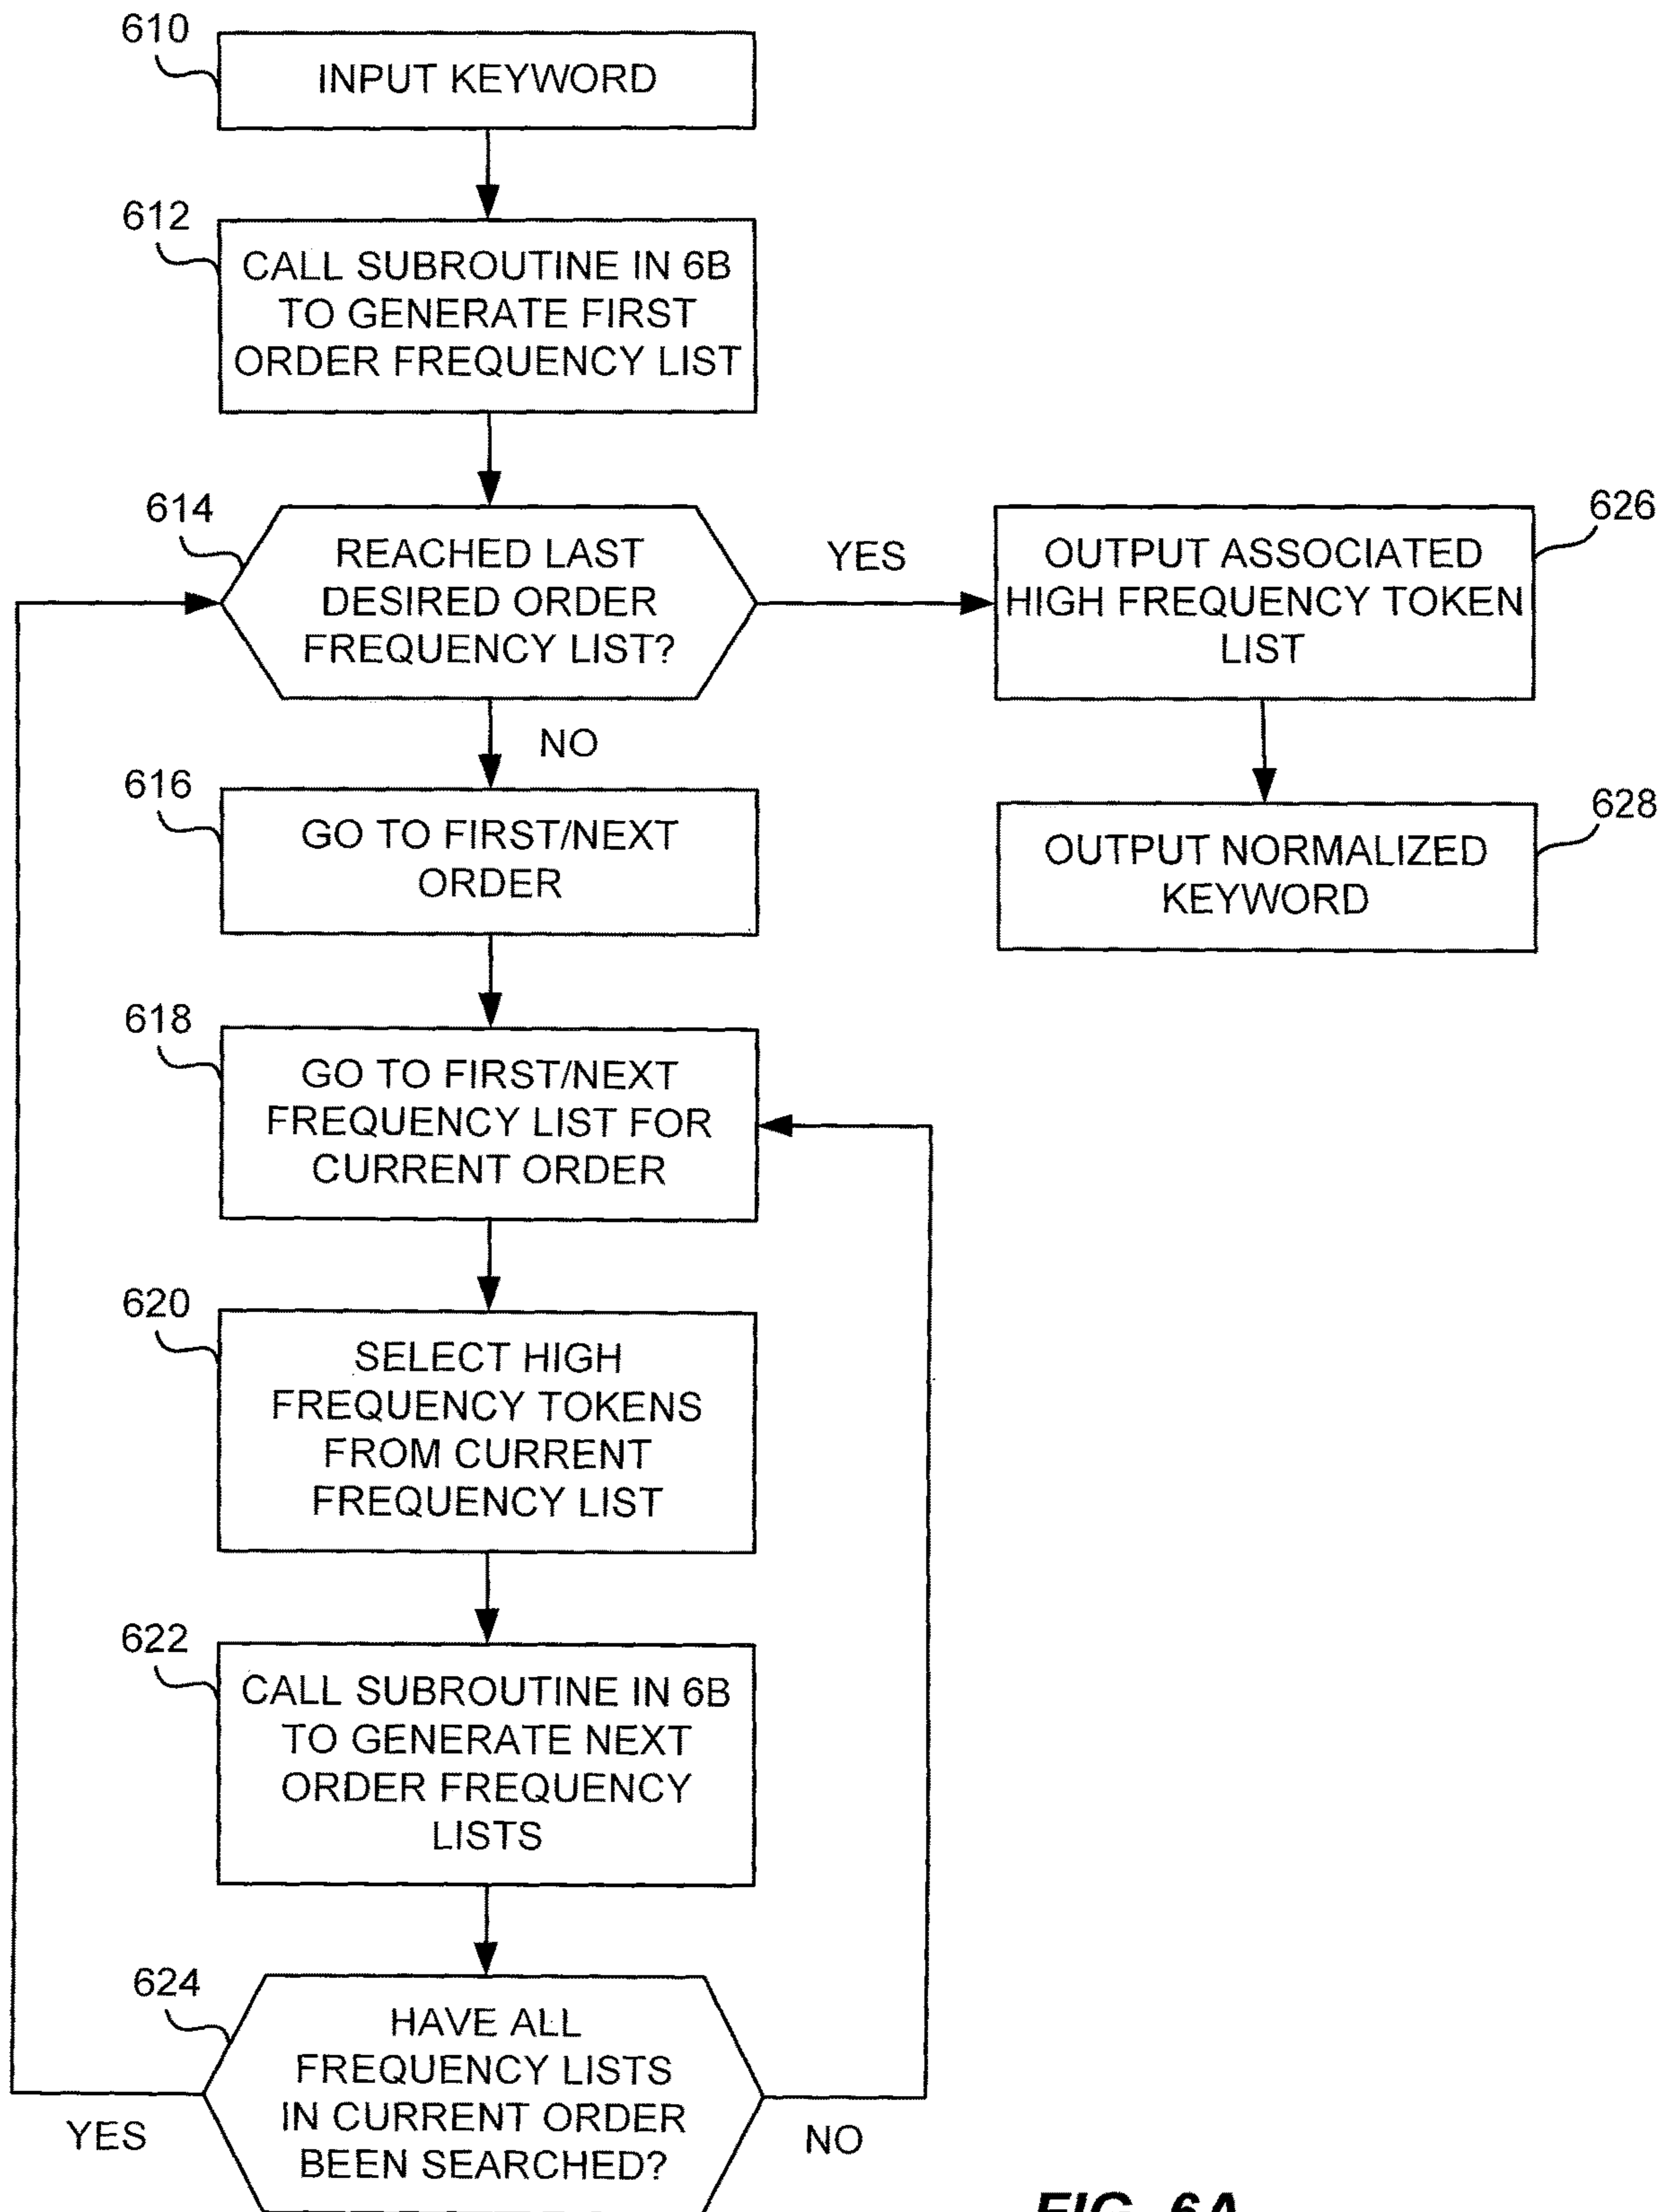 610
INPUT KEYWORD
612
CALL SUBROUTINE IN 6B
TO GENERATE FIRST
ORDER FREQUENCY LIST
614
REACHED LAST
DESIRED ORDER
FREQUENCY LIST?
YES
626
OUTPUT ASSOCIATED
HIGH FREQUENCY TOKEN
LIST
NO
628
OUTPUT NORMALIZED
KEYWORD
616
GO TO FIRST/NEXT
ORDER
618
GO TO FIRST/NEXT
FREQUENCY LIST FOR
CURRENT ORDER
620
SELECT HIGH
FREQUENCY TOKENS
FROM CURRENT
FREQUENCY LIST
622
CALL SUBROUTINE IN 6B
TO GENERATE NEXT
ORDER FREQUENCY
LISTS
624
HAVE ALL
FREQUENCY LISTS
IN CURRENT ORDER
BEEN SEARCHED?
YES
NO
FIG. 6A